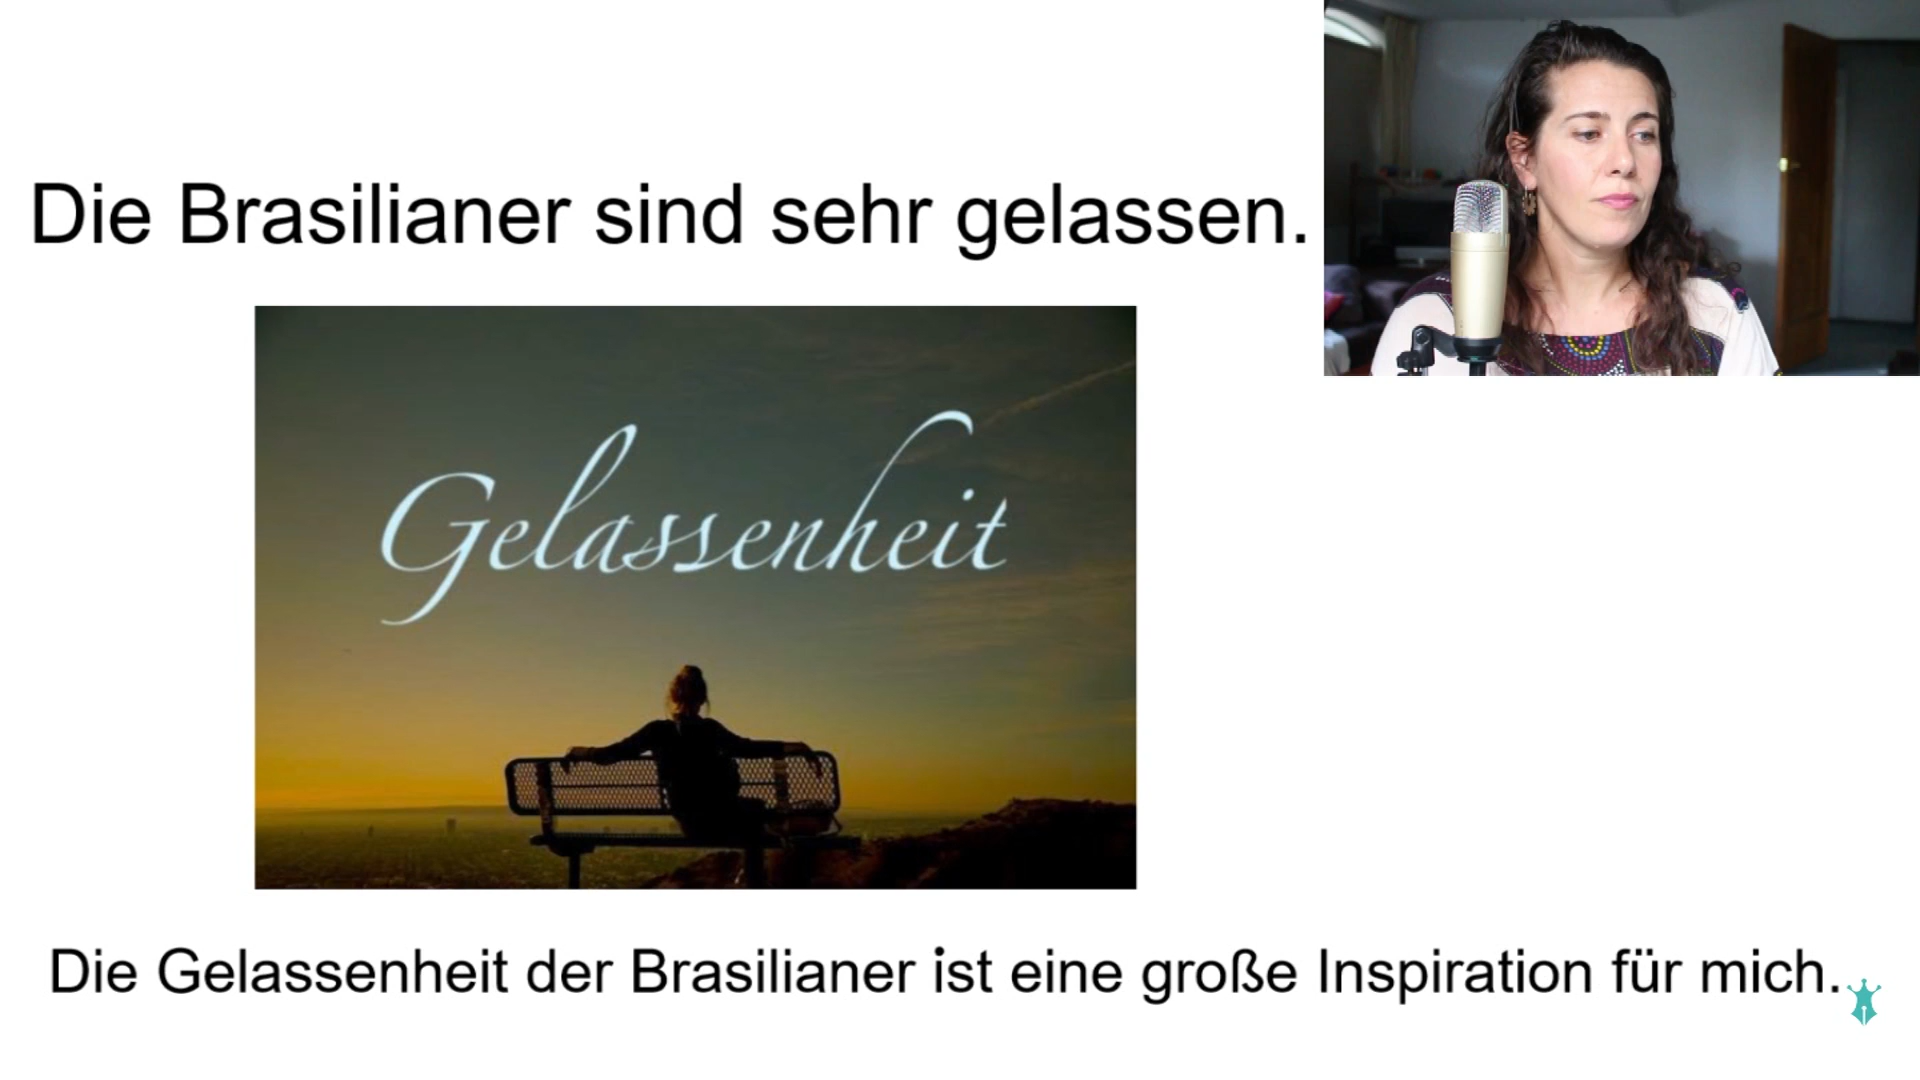 Die Brasilianer sind sehr gelassen.
Gelassenheit
Die Gelassenheit der Brasilianer ist eine große Inspiration für mich.